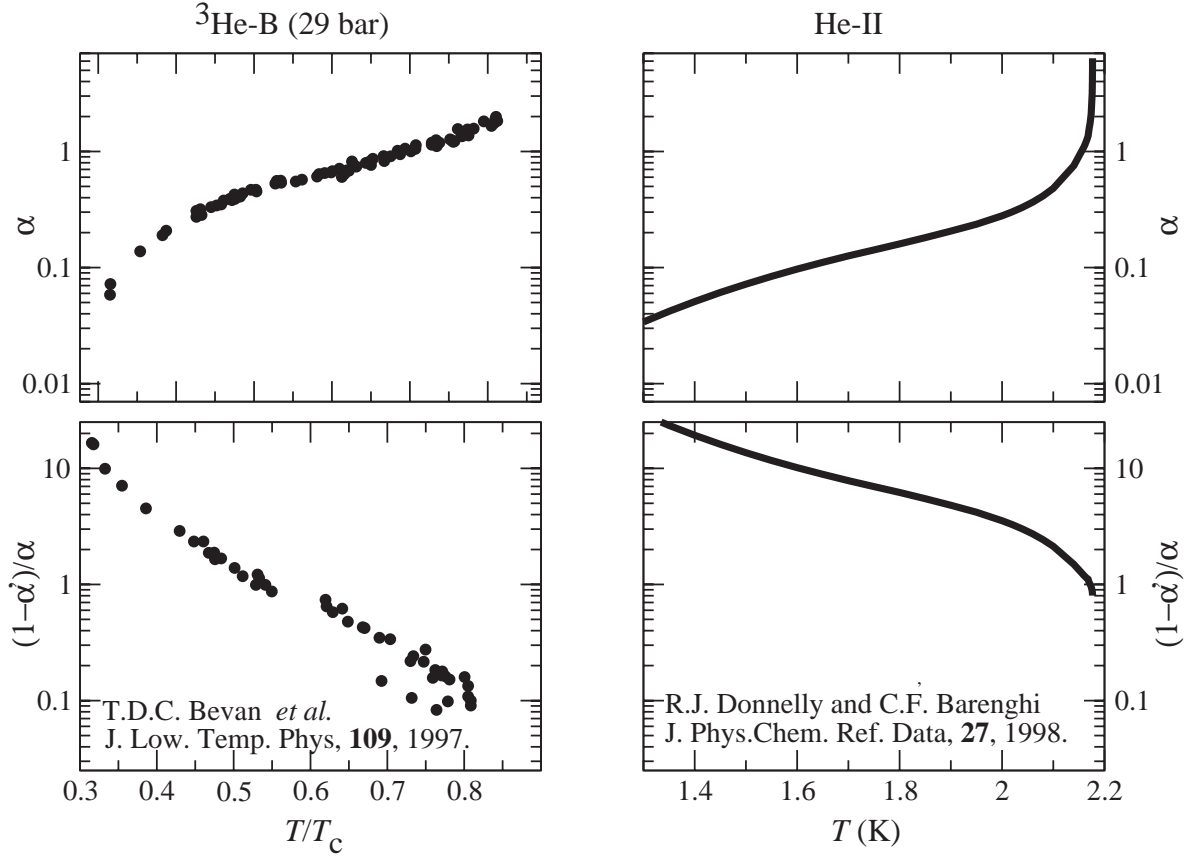 ³He-B (29 bar)
He-II
α
1
0.1
0.01
1
0.1
0.01
α
(1−α')/α
10
1
0.1
T.D.C. Bevan et al.
J. Low. Temp. Phys, 109, 1997.
R.J. Donnelly and C.F. Barenghi
J. Phys.Chem. Ref. Data, 27, 1998.
10
1
0.1
(1−α')/α
0.3 0.4 0.5 0.6 0.7 0.8
T/Tc
1.4 1.6 1.8 2 2.2
T (K)